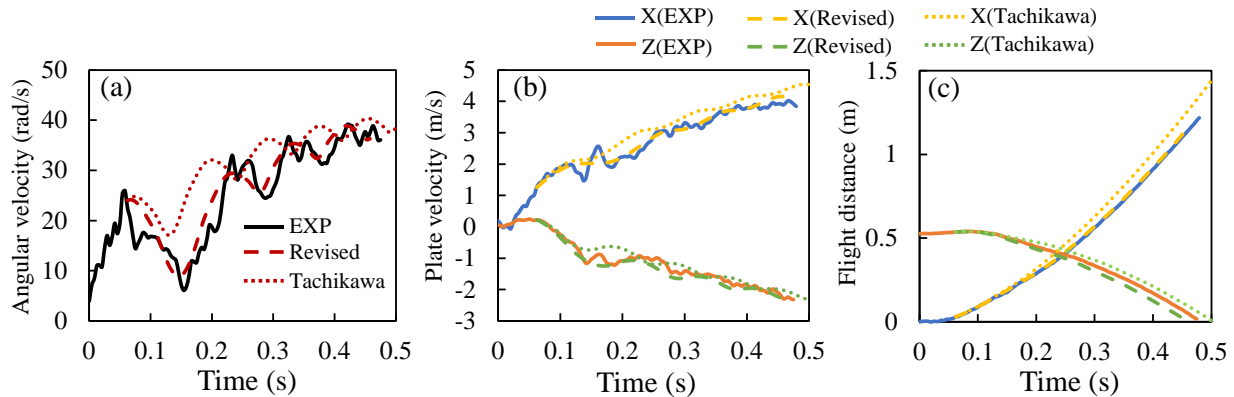 X(EXP) X(Revised) X(Tachikawa)
Z(EXP) Z(Revised) Z(Tachikawa)
(a)
Angular velocity (rad/s)
50
40
30
20
10
0
EXP
Revised
Tachikawa
0 0.1 0.2 0.3 0.4 0.5
Time (s)
(b)
Plate velocity (m/s)
5
4
3
2
1
0
-1
-2
-3
0 0.1 0.2 0.3 0.4 0.5
Time (s)
(c)
Flight distance (m)
1.5
1
0.5
0
0 0.1 0.2 0.3 0.4 0.5
Time (s)